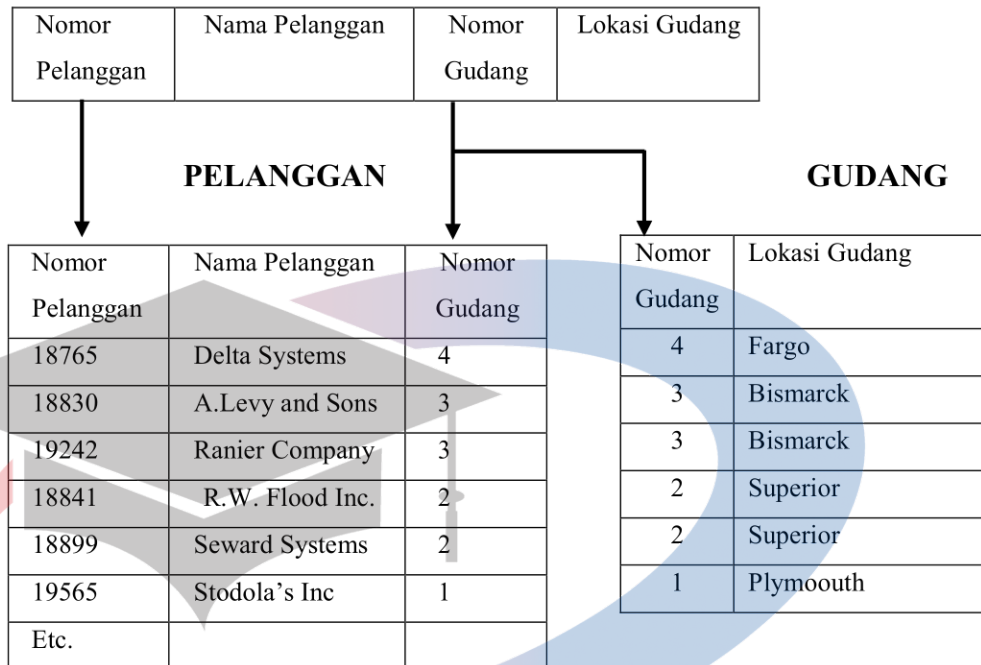 Nomor Pelanggan Nama Pelanggan Nomor Gudang Lokasi Gudang
PELANGGAN
Nomor Pelanggan Nama Pelanggan Nomor Gudang
18765 Delta Systems 4
18830 A.Levy and Sons 3
19242 Ranier Company 3
18841 R.W. Flood Inc. 2
18899 Seward Systems 2
19565 Stodola’s Inc 1
Etc.
GUDANG
Nomor Gudang Lokasi Gudang
4 Fargo
3 Bismarck
3 Bismarck
2 Superior
2 Superior
1 Plymoouth